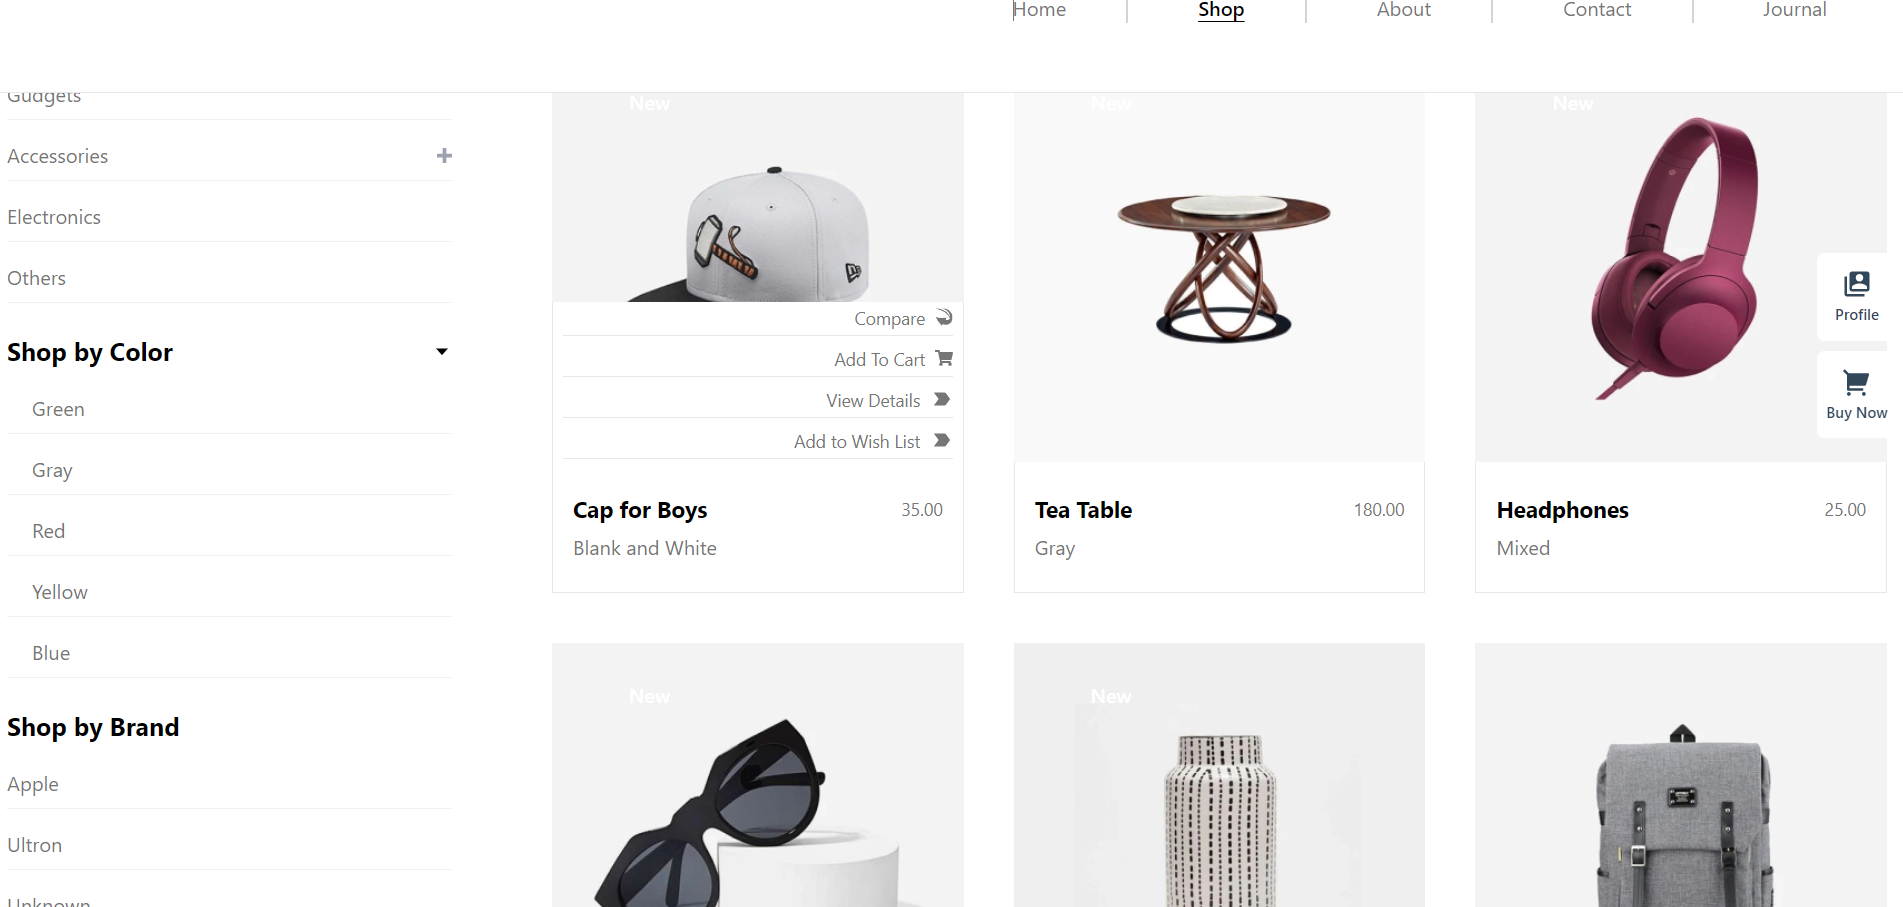 Home Shop About Contact Journal
Gudgets
Accessories
Electronics
Others
Shop by Color
Green
Gray
Red
Yellow
Blue
Shop by Brand
Apple
Ultron
Unknown
New
Compare
Add To Cart
View Details
Add to Wish List
Cap for Boys 35.00
Blank and White
New
Tea Table 180.00
Gray
New
Headphones 25.00
Mixed
Profile
Buy Now
New
New